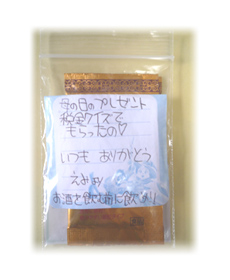 母の日のプレゼント
税金クイズで
もらったの♡
いつも ありがとう
えみより
お酒を飲む前に飲んでり